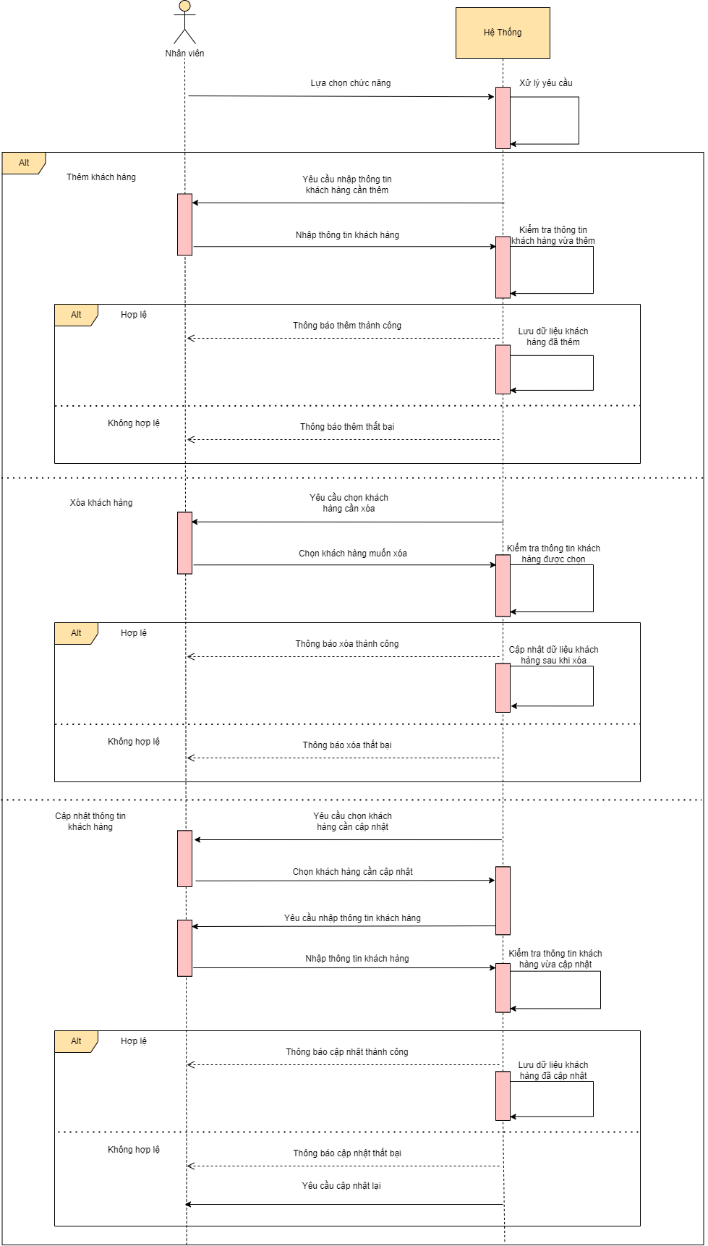 Nhân viên
Hệ Thống
Lựa chọn chức năng
Xử lý yêu cầu
Alt
Thêm khách hàng
Yêu cầu nhập thông tin
khách hàng cần thêm
Nhập thông tin khách hàng
Kiểm tra thông tin
khách hàng vừa thêm
Alt
Hợp lệ
Thông báo thêm thành công
Lưu dữ liệu khách
hàng đã thêm
Không hợp lệ
Thông báo thêm thất bại
Xóa khách hàng
Yêu cầu chọn khách
hàng cần xóa
Chọn khách hàng muốn xóa
Kiểm tra thông tin khách
hàng được chọn
Alt
Hợp lệ
Thông báo xóa thành công
Cập nhật dữ liệu khách
hàng sau khi xóa
Không hợp lệ
Thông báo xóa thất bại
Cập nhật thông tin
khách hàng
Yêu cầu chọn khách
hàng cần cập nhật
Chọn khách hàng cần cập nhật
Yêu cầu nhập thông tin khách hàng
Nhập thông tin khách hàng
Kiểm tra thông tin khách
hàng vừa cập nhật
Alt
Hợp lệ
Thông báo cập nhật thành công
Lưu dữ liệu khách
hàng đã cập nhật
Không hợp lệ
Thông báo cập nhật thất bại
Yêu cầu cập nhật lại